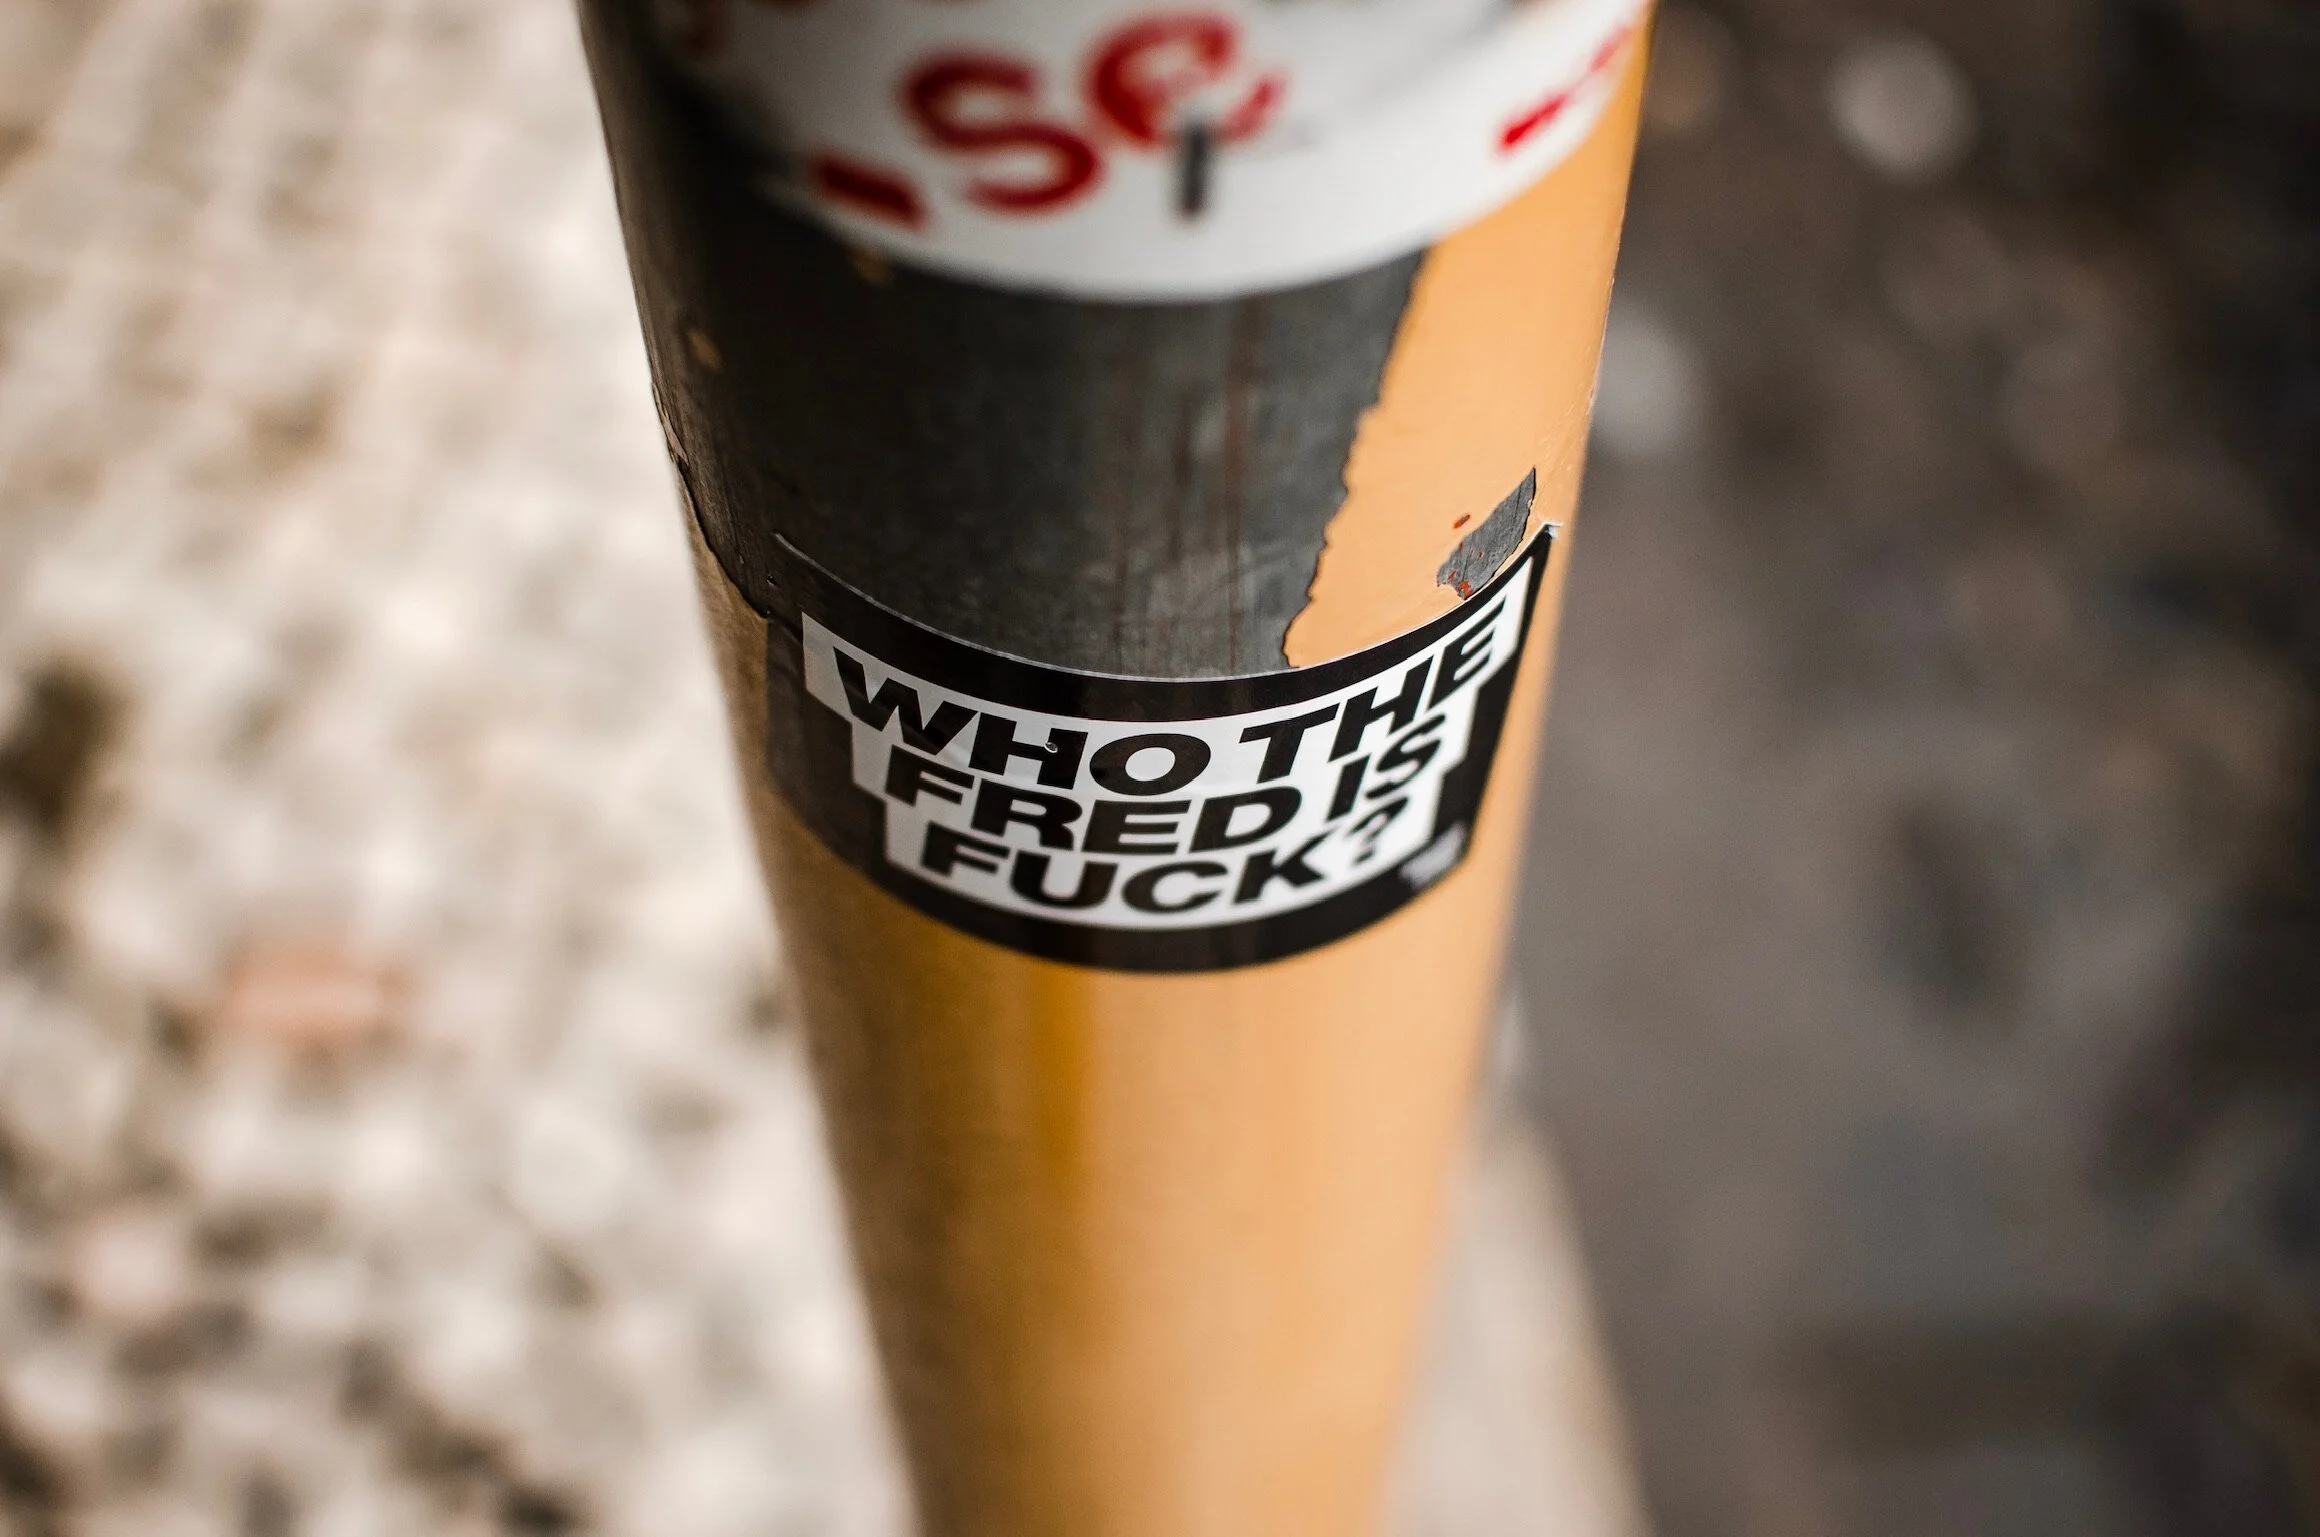 WHO THE
FRED IS
FUCK?